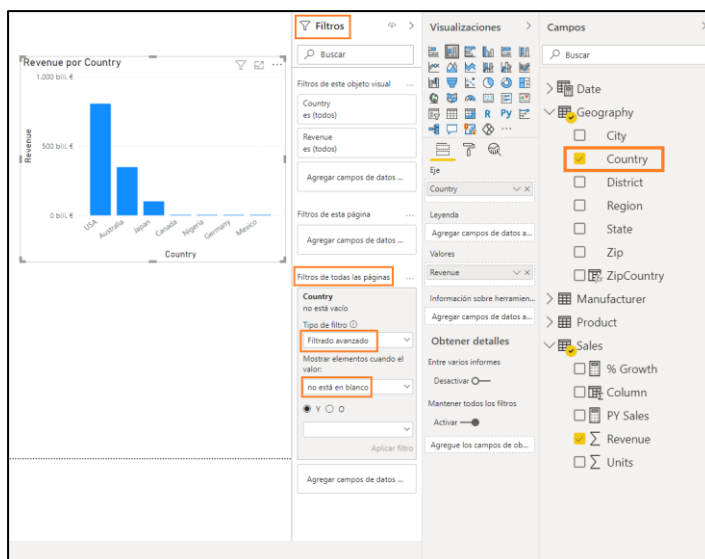 Revenue por Country
1.000 bill. €
500 bill. €
0 bill. €
Revenue
USA
Australia
Japan
Canada
Nigeria
Germany
Mexico
Country
Filtros
Buscar
Filtros de este objeto visual
Country
es (todos)
Revenue
es (todos)
Agregar campos de datos ...
Filtros de esta página
Agregar campos de datos ...
Filtros de todas las páginas
Country
no está vacío
Tipo de filtro
Filtrado avanzado
Mostrar elementos cuando el
valor:
no está en blanco
Y O
Aplicar filtro
Agregar campos de datos ...
Visualizaciones
R Py
Eje
Country
Leyenda
Agregar campos de datos a...
Valores
Revenue
Información sobre herramien...
Agregar campos de datos a...
Obtener detalles
Entre varios informes
Desactivar
Mantener todos los filtros
Activar
Agregue los campos de ob...
Campos
Buscar
Date
Geography
City
Country
District
Region
State
Zip
ZipCountry
Manufacturer
Product
Sales
% Growth
Column
PY Sales
Revenue
Units